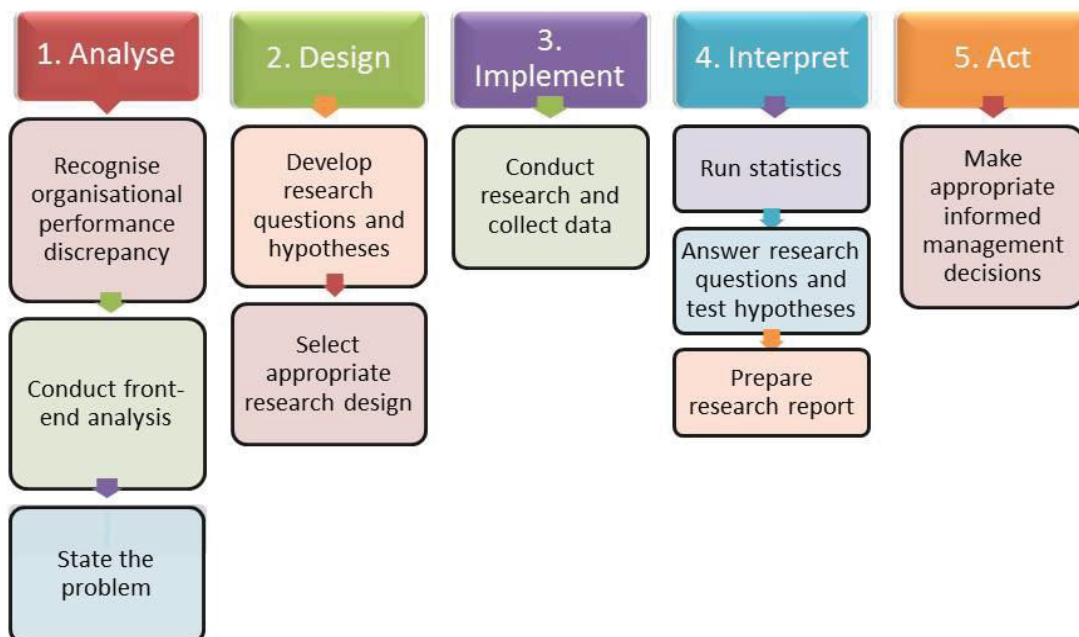 1. Analyse
Recognise
organisational
performance
discrepancy
Conduct front-
end analysis
State the
problem
2. Design
Develop
research
questions and
hypotheses
Select
appropriate
research design
3.
Implement
Conduct
research and
collect data
4. Interpret
Run statistics
Answer research
questions and
test hypotheses
Prepare
research report
5. Act
Make
appropriate
informed
management
decisions